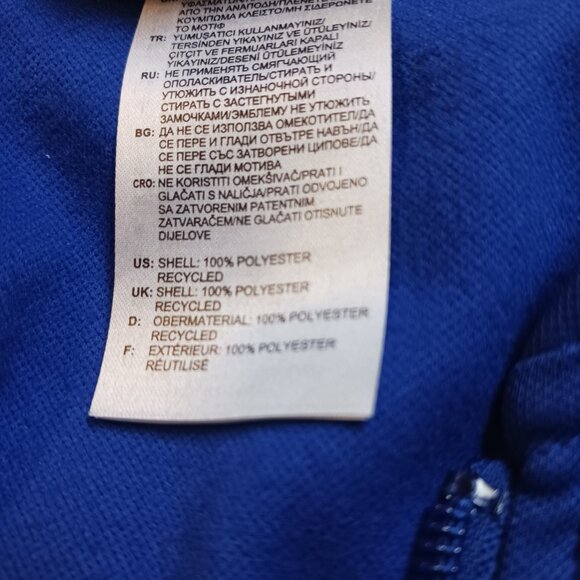 ΑΠΟ ΤΗΝ ΑΝΑΠΟΔΗ/ΠΛΕΝΕΤΕ
ΚΟΥΜΠΩΜΑ ΚΛΕΙΣΤΟ/ΜΗ ΣΙΔΕΡΩΝΕΤΕ
ΤΟ ΜΟΤΙΦ
TR: YUMUŞATICI KULLANMAYINIZ/
TERSİNDEN YIKAYINIZ VE ÜTÜLEYİNİZ/
ÇITÇIT VE FERMUARLARI KAPALI
YIKAYINIZ/DESENİ ÜTÜLEMEYİNİZ
RU: НЕ ПРИМЕНЯТЬ СМЯГЧАЮЩИЙ
ОПОЛАСКИВАТЕЛЬ/СТИРАТЬ И
УТЮЖИТЬ С ИЗНАНОЧНОЙ СТОРОНЫ/
СТИРАТЬ С ЗАСТЕГНУТЫМИ
ЗАМОЧКАМИ/ЭМБЛЕМУ НЕ УТЮЖИТЬ
BG: ДА НЕ СЕ ИЗПОЛЗВА ОМЕКОТИТЕЛ/ДА
СЕ ПЕРЕ И ГЛАДИ ОТВЪТРЕ НАВЪН/ДА
СЕ ПЕРЕ СЪС ЗАТВОРЕНИ ЦИПОВЕ/ДА
НЕ СЕ ГЛАДИ МОТИВА
CRO: NE KORISTITI OMEKŠIVAČ/PRATI I
GLAČATI S NALIČJA/PRATI ODVOJENO
SA ZATVORENIM PATENTNIM
ZATVARAČEM/NE GLAČATI OTISNUTE
DIJELOVE
US: SHELL: 100% POLYESTER
RECYCLED
UK: SHELL: 100% POLYESTER
RECYCLED
D: OBERMATERIAL: 100% POLYESTER
RECYCLED
F: EXTÉRIEUR: 100% POLYESTER
RÉUTILISÉ